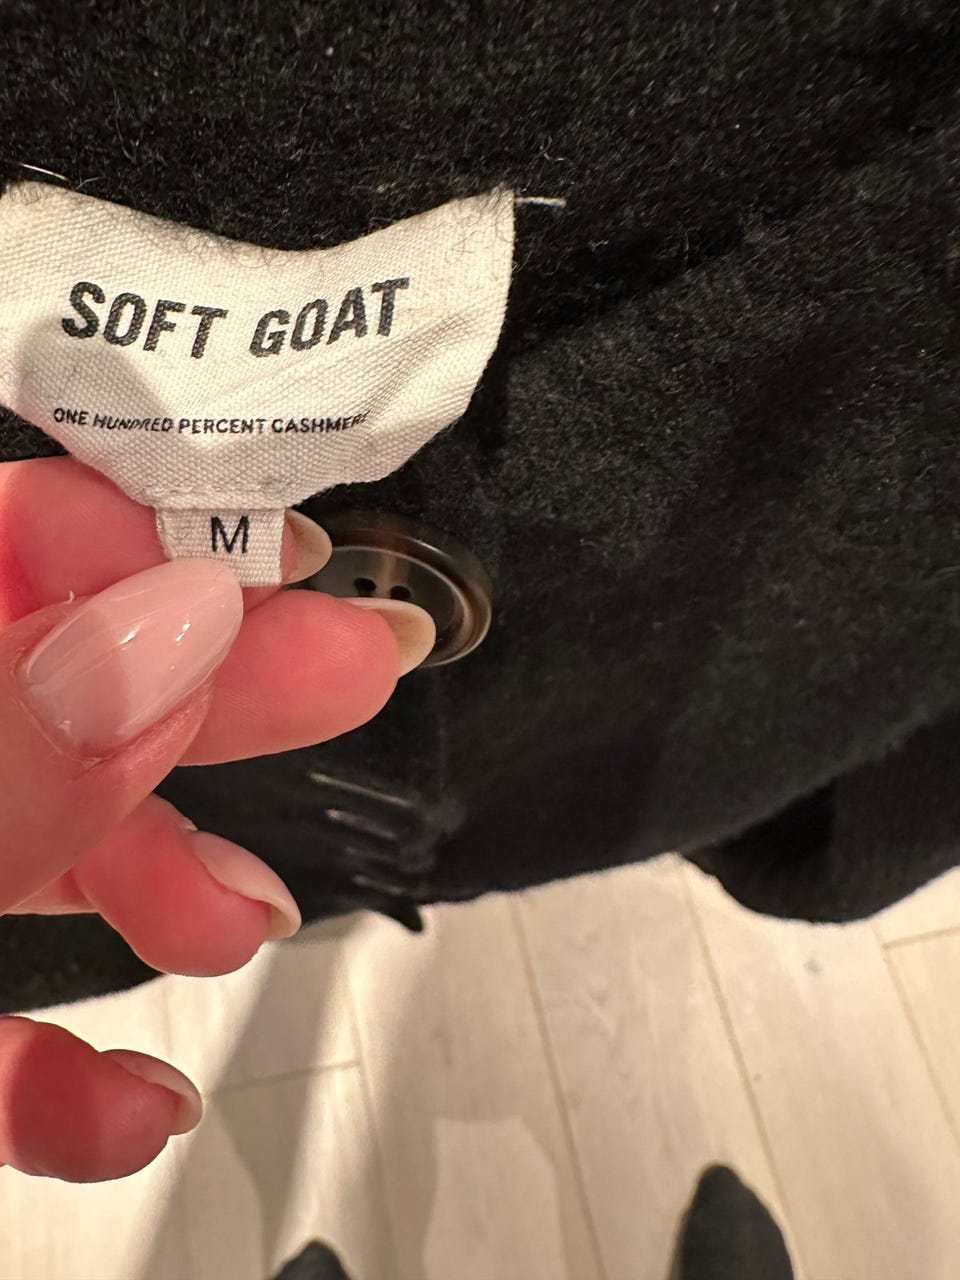 SOFT GOAT
ONE HUNDRED PERCENT CASHMERE
M